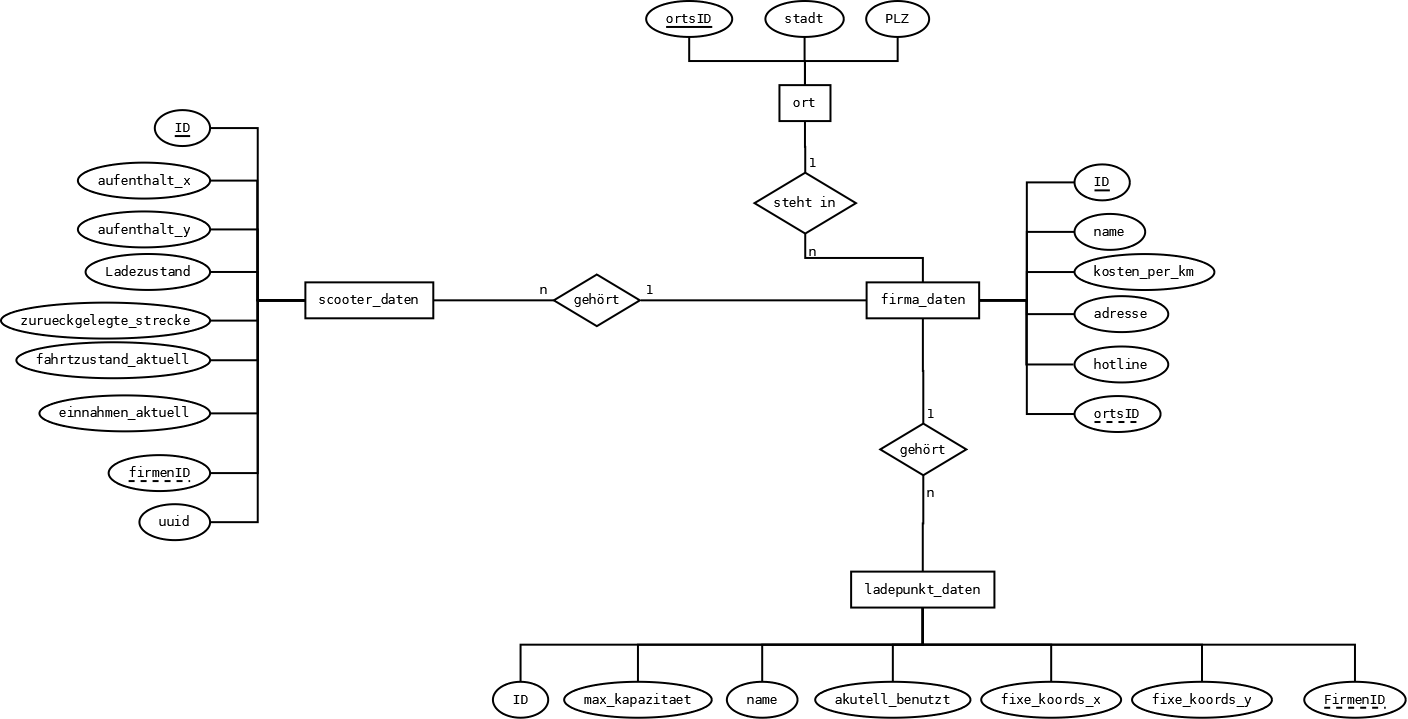 ortsID
stadt
PLZ
ort
1
steht in
n
ID
aufenthalt_x
aufenthalt_y
Ladezustand
zurueckgelegte_strecke
fahrtzustand_aktuell
einnahmen_aktuell
firmenID
uuid
scooter_daten
n
gehört
1
firma_daten
ID
name
kosten_per_km
adresse
hotline
ortsID
1
gehört
n
ladepunkt_daten
ID
max_kapazitaet
name
akutell_benutzt
fixe_koords_x
fixe_koords_y
FirmenID